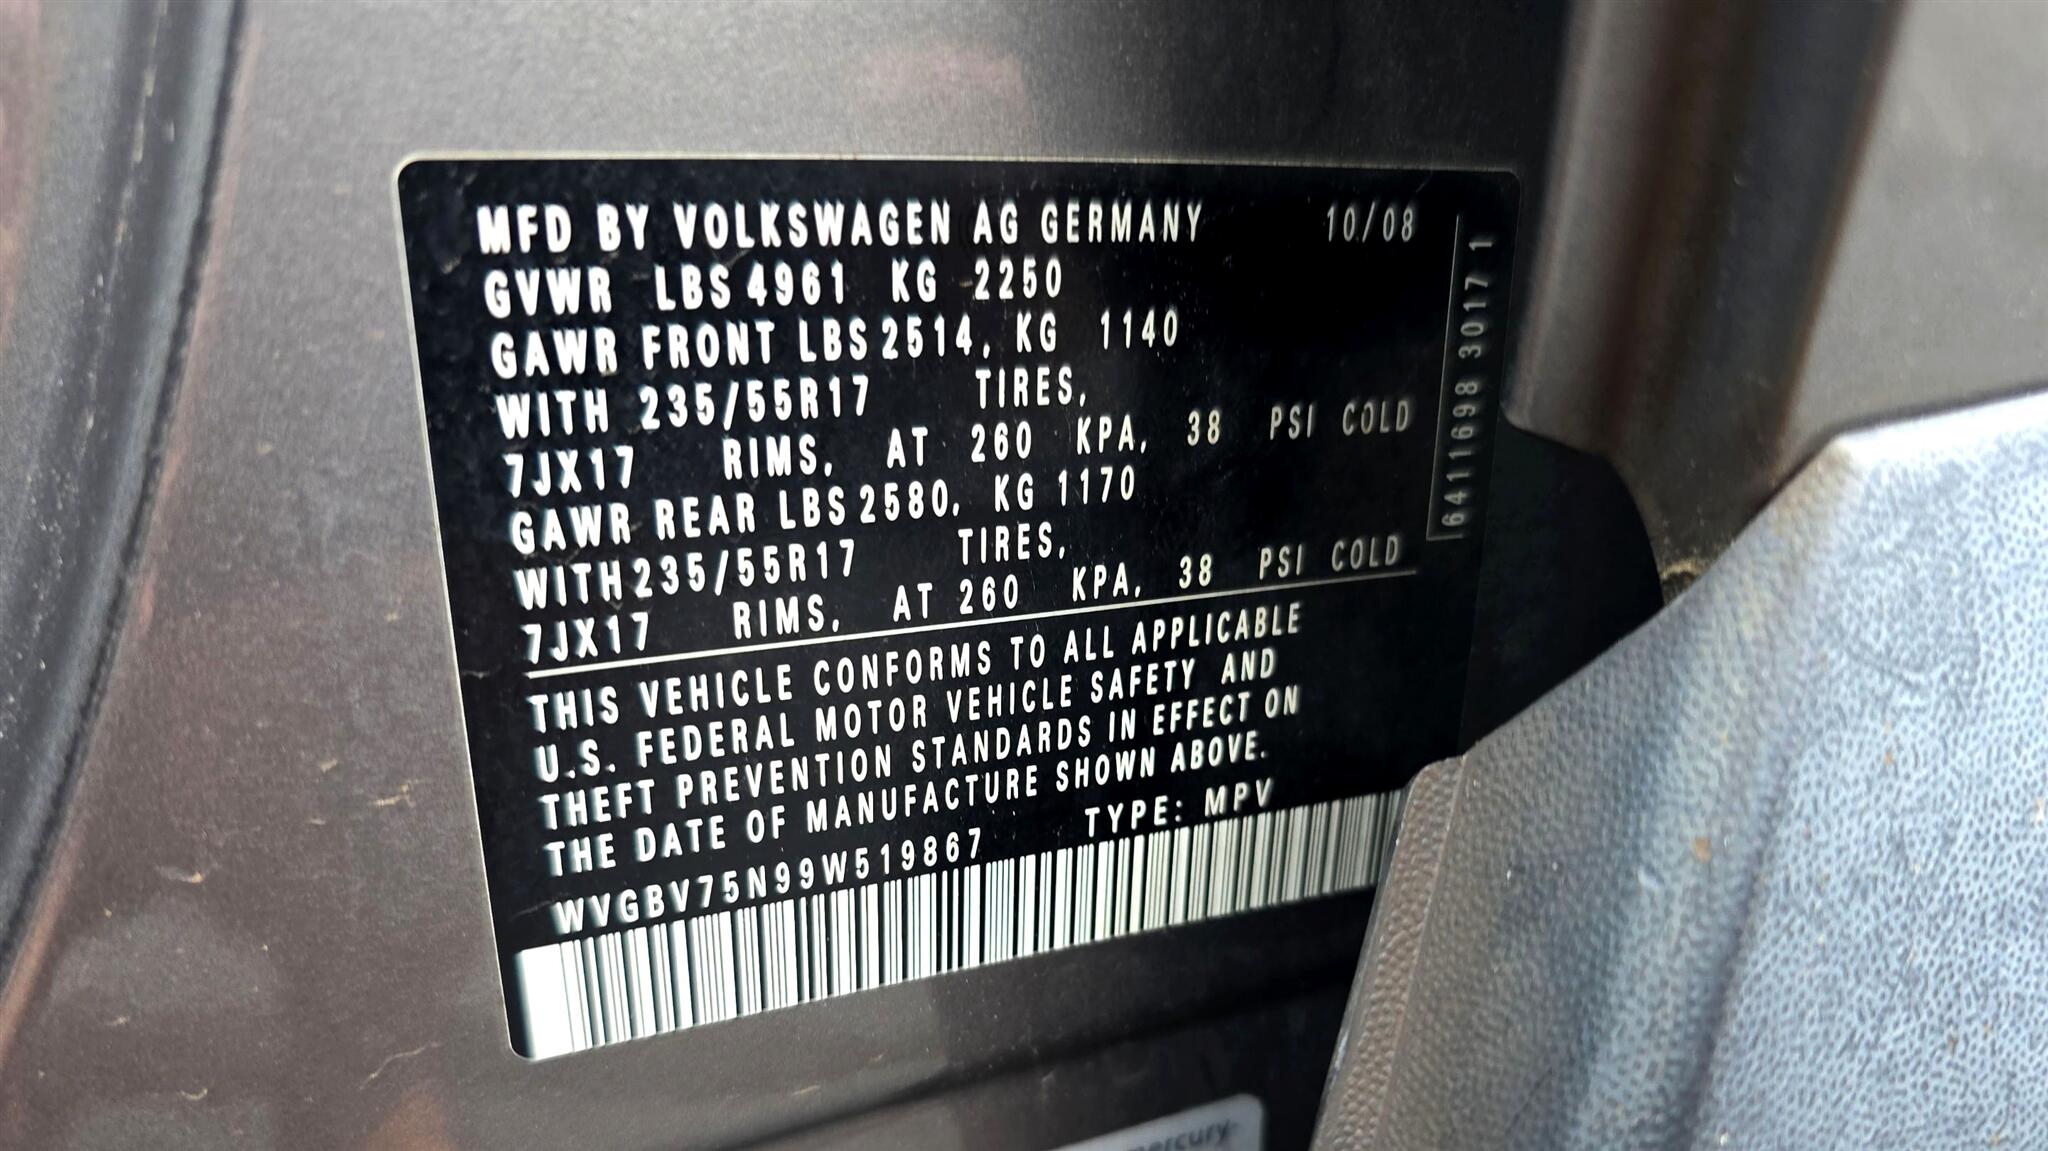 MFD BY VOLKSWAGEN AG GERMANY 10/08
GVWR LBS 4961 KG 2250
GAWR FRONT LBS 2514, KG 1140
WITH 235/55R17 TIRES,
7JX17 RIMS, AT 260 KPA, 38 PSI COLD
GAWR REAR LBS 2580, KG 1170
WITH 235/55R17 TIRES,
7JX17 RIMS, AT 260 KPA, 38 PSI COLD
THIS VEHICLE CONFORMS TO ALL APPLICABLE
U.S. FEDERAL MOTOR VEHICLE SAFETY AND
THEFT PREVENTION STANDARDS IN EFFECT ON
THE DATE OF MANUFACTURE SHOWN ABOVE.
WVGBV75N99W519867 TYPE: MPV
6411698 3017 1
mercury